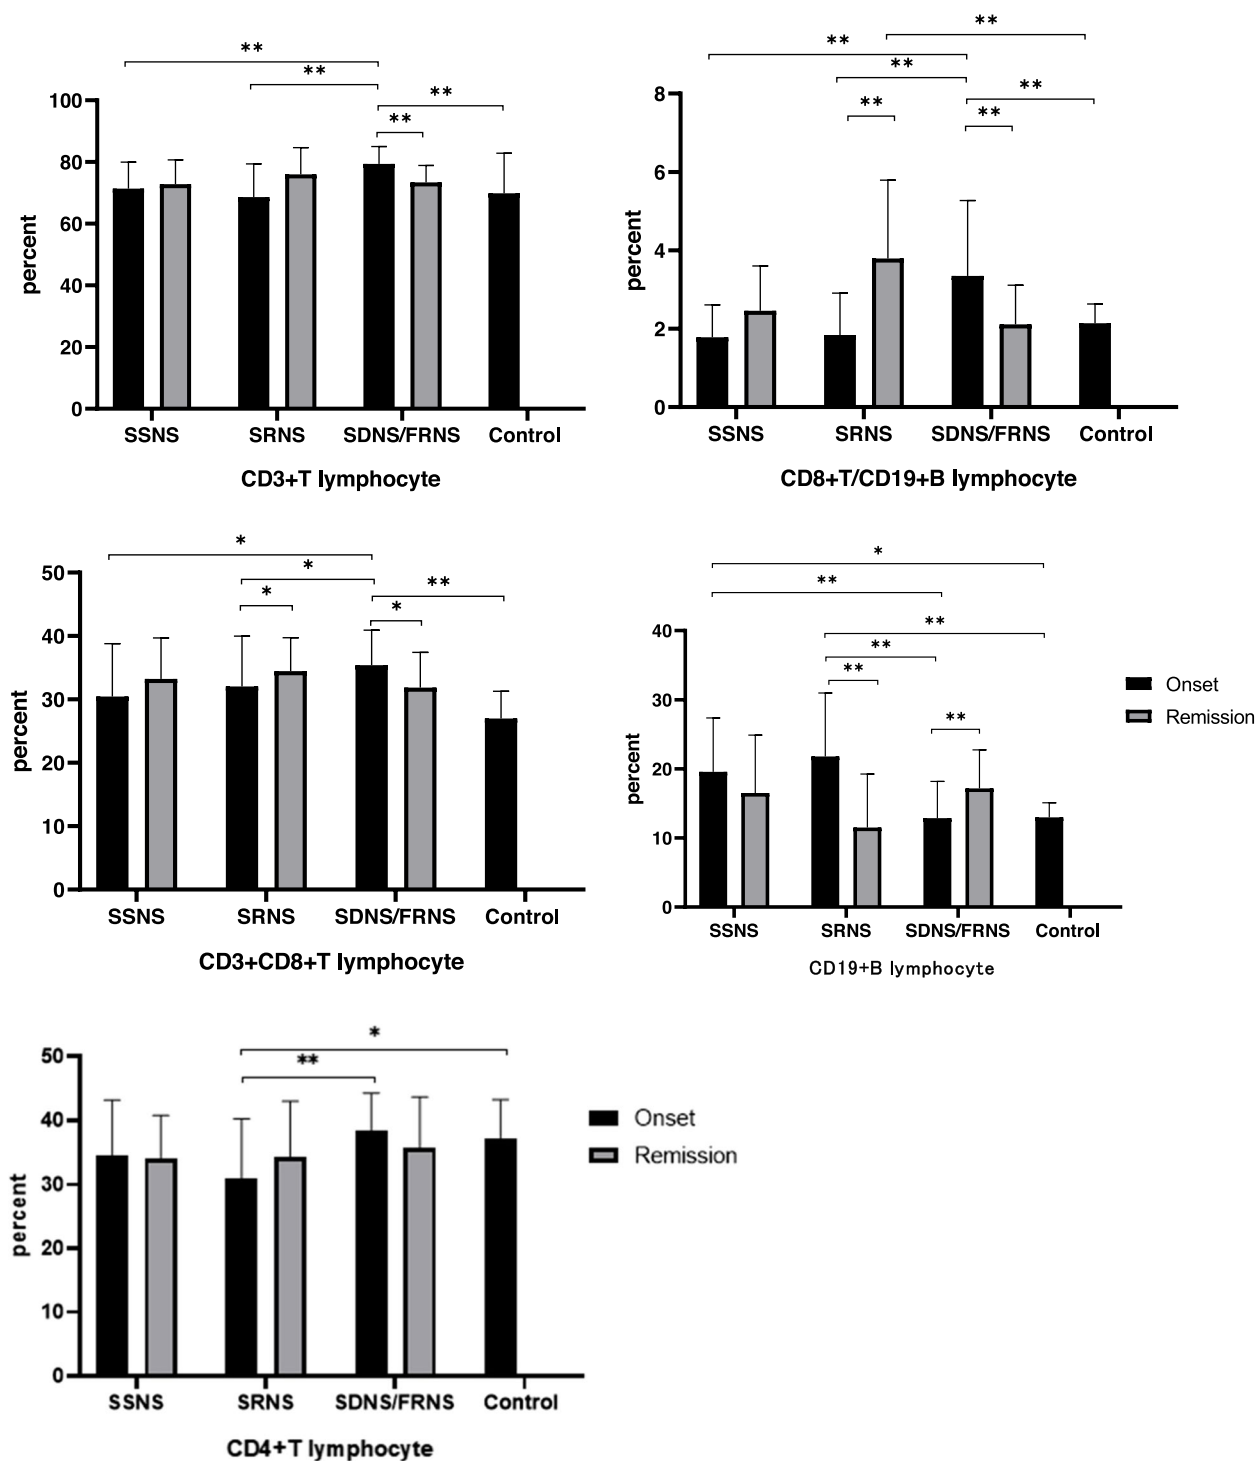 **
**
**
**
100
80
60
40
20
0
percent
SSNS
SRNS
SDNS/FRNS
Control
CD3+T lymphocyte
**
**
**
**
**
**
8
6
4
2
0
percent
SSNS
SRNS
SDNS/FRNS
Control
CD8+T/CD19+B lymphocyte
*
*
**
*
*
50
40
30
20
10
0
percent
SSNS
SRNS
SDNS/FRNS
Control
CD3+CD8+T lymphocyte
*
**
**
**
**
**
40
30
20
10
0
percent
SSNS
SRNS
SDNS/FRNS
Control
CD19+B lymphocyte
Onset
Remission
*
**
50
40
30
20
10
0
percent
SSNS
SRNS
SDNS/FRNS
Control
CD4+T lymphocyte
Onset
Remission